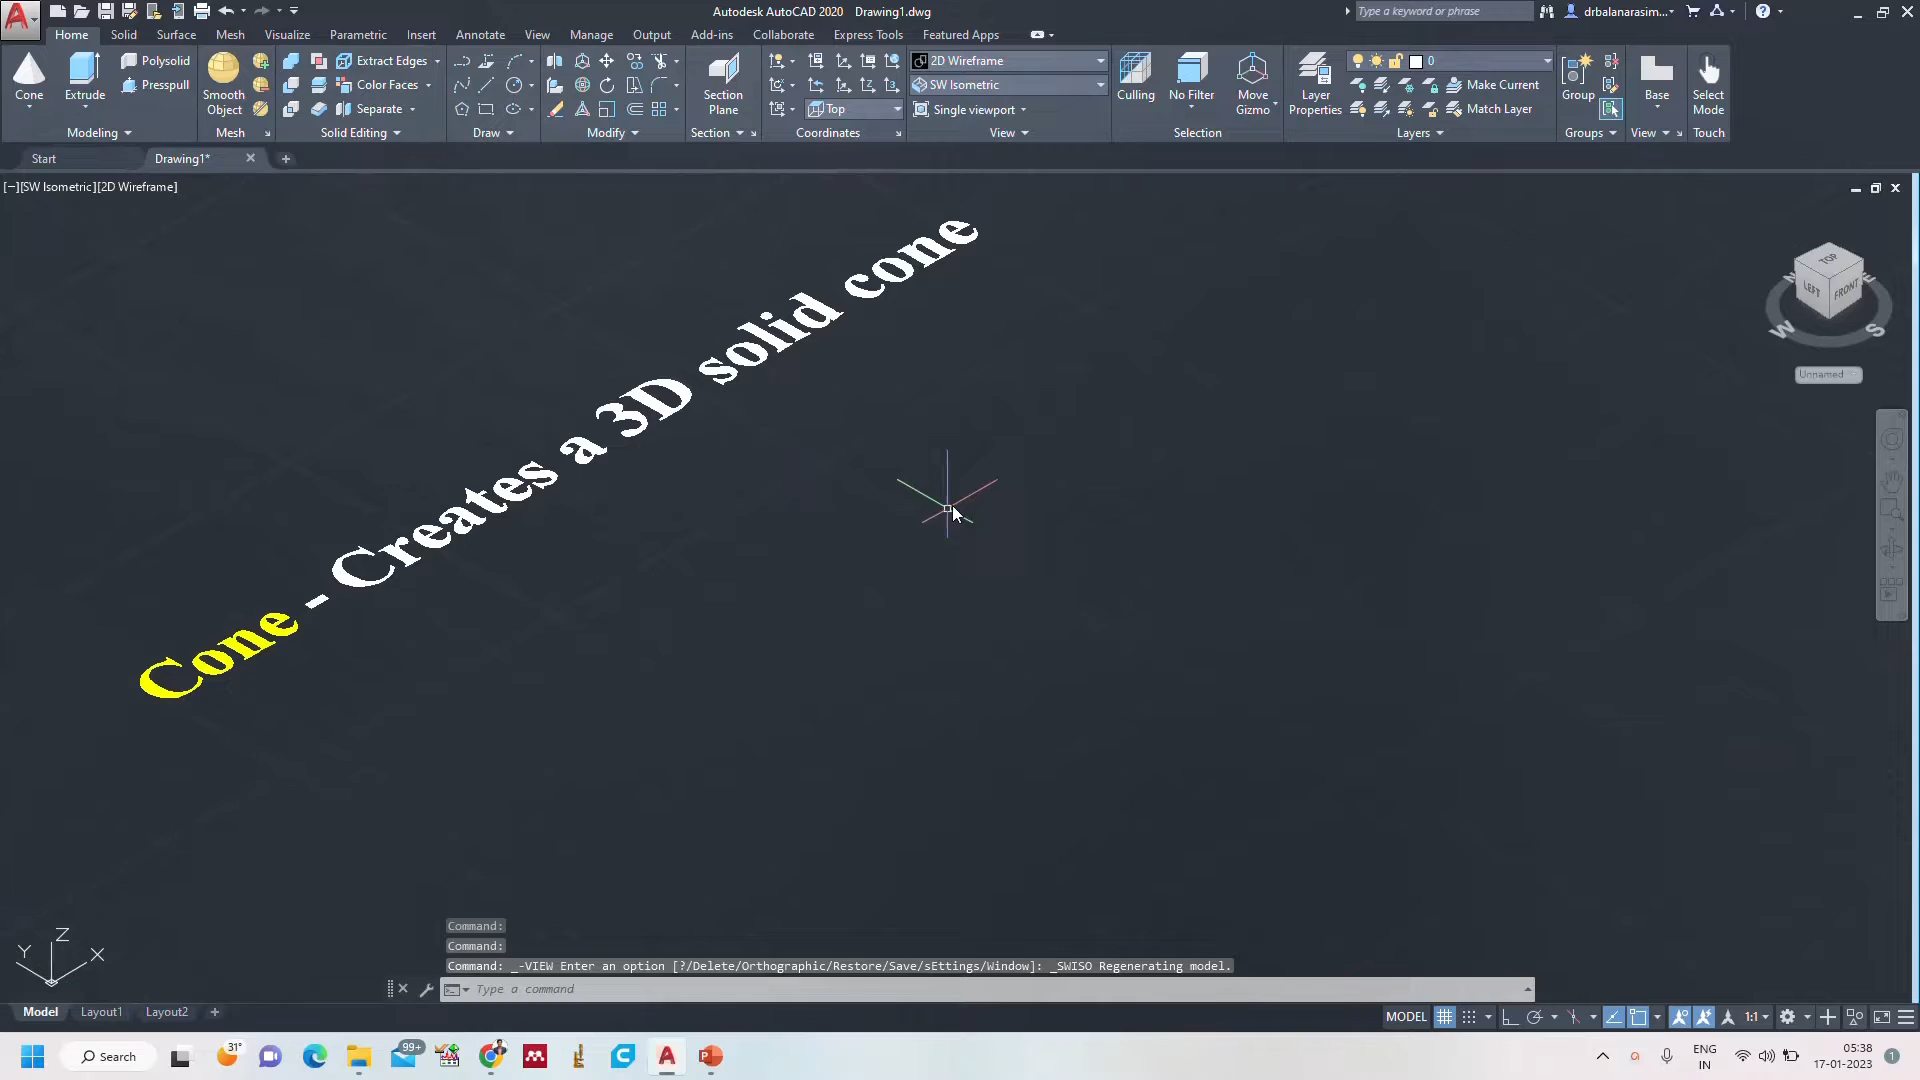 Autodesk AutoCAD 2020 Drawing1.dwg
Type a keyword or phrase
drbalanarasim...
Home Solid Surface Mesh Visualize Parametric Insert Annotate View Manage Output Add-ins Collaborate Express Tools Featured Apps
Cone
Extrude
Polysolid
Presspull
Modeling
Smooth
Object
Mesh
Extract Edges
Color Faces
Separate
Solid Editing
Draw
Modify
Section
Plane
Section
Top
Coordinates
2D Wireframe
SW Isometric
Single viewport
View
Culling
No Filter
Move
Gizmo
Selection
Layer
Properties
0
Make Current
Match Layer
Layers
Group
Groups
Base
View
Select
Mode
Touch
Start
Drawing1*
[−][SW Isometric][2D Wireframe]
Cone - Creates a 3D solid cone
TOP
LEFT
FRONT
N
E
W
S
Unnamed
Z
Y
X
Command:
Command:
Command: _-VIEW Enter an option [?/Delete/Orthographic/Restore/Save/sEttings/Window]: _SWISO Regenerating model.
Type a command
Model
Layout1
Layout2
MODEL
1:1
Search
31°
99+
ENG
IN
05:38
17-01-2023
1